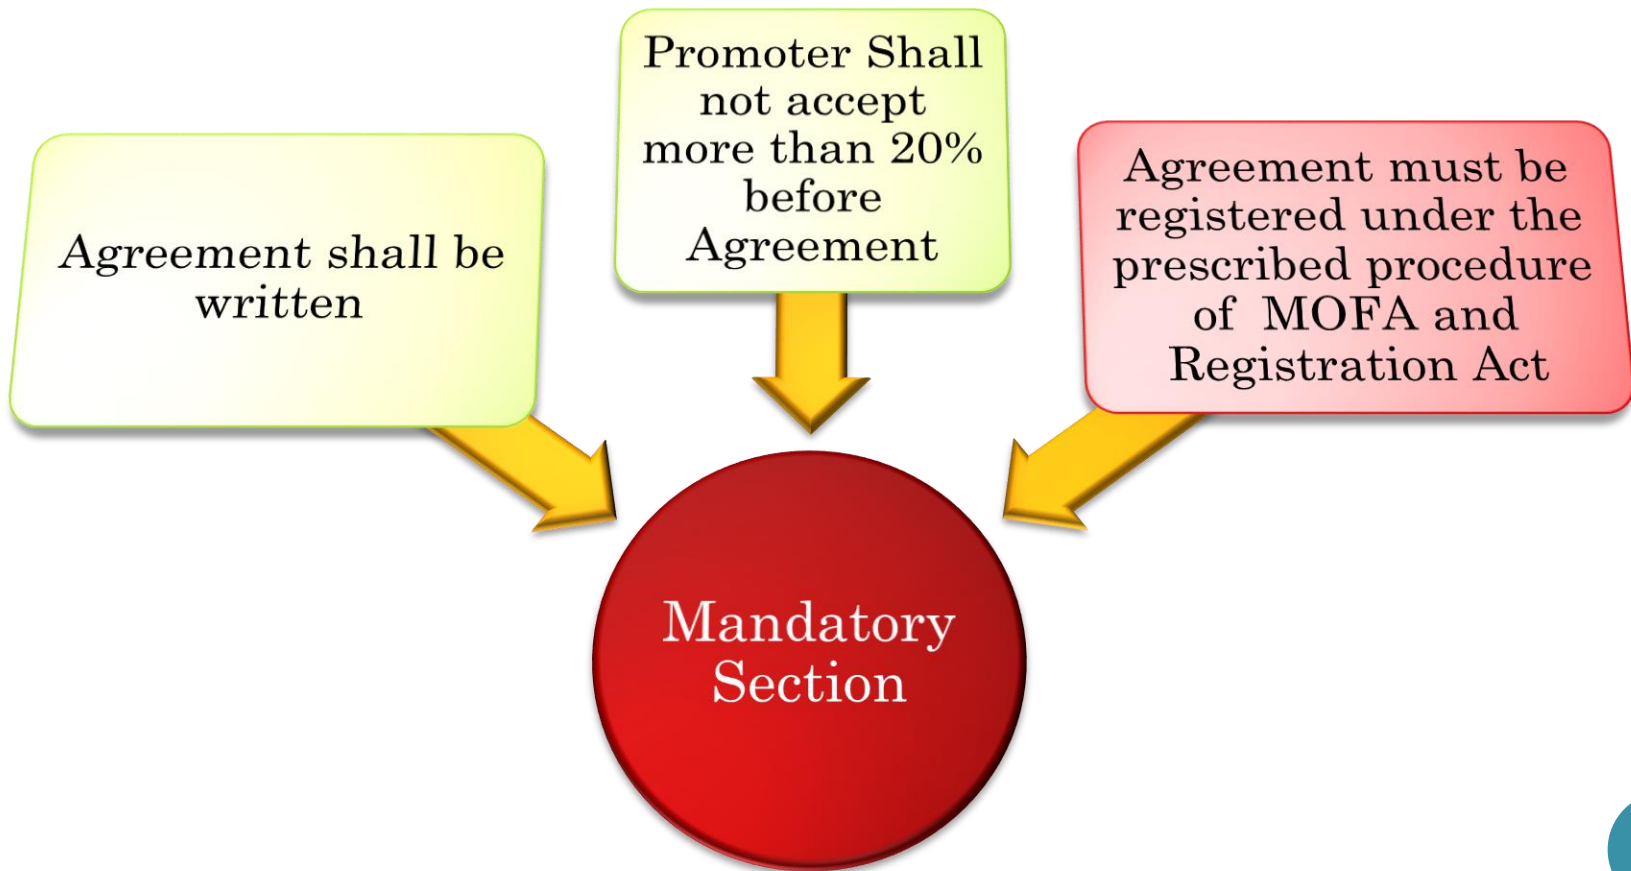 Agreement shall be
written
Promoter Shall
not accept
more than 20%
before
Agreement
Agreement must be
registered under the
prescribed procedure
of MOFA and
Registration Act
Mandatory
Section